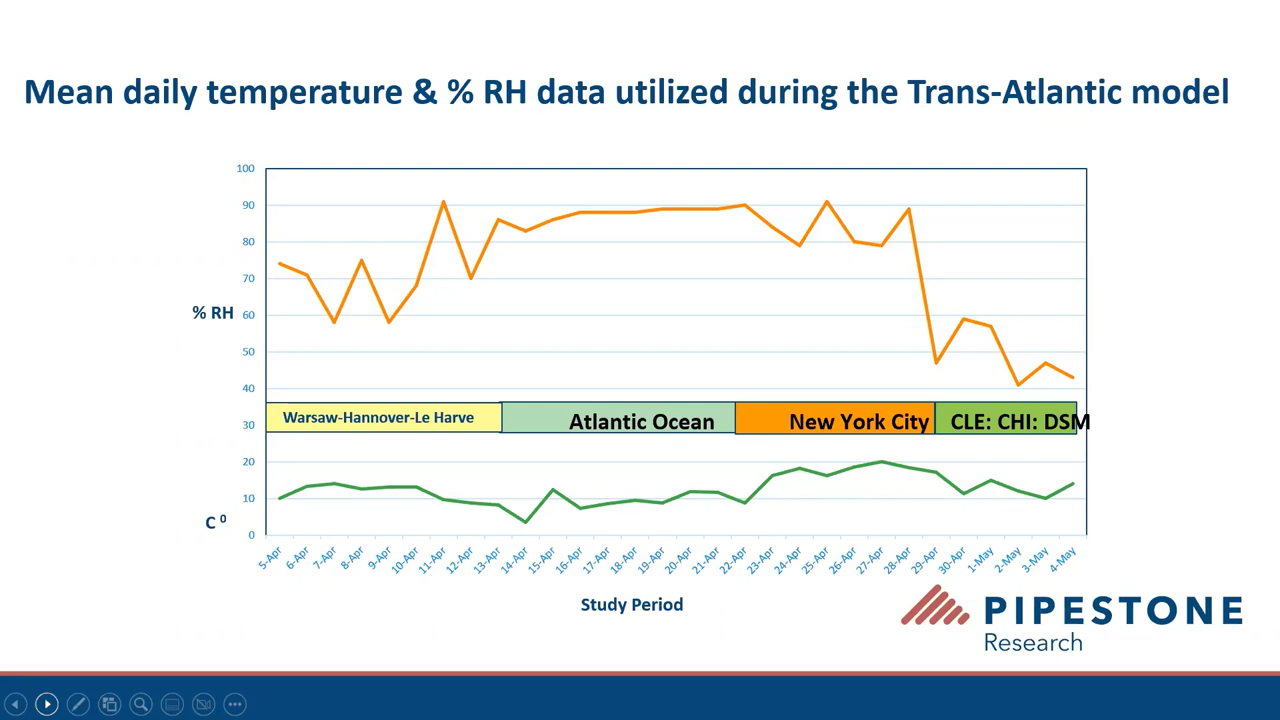 Mean daily temperature & % RH data utilized during the Trans-Atlantic model
100
90
80
70
% RH 60
50
40
30
20
10
C ⁰
0
Warsaw-Hannover-Le Harve
Atlantic Ocean
New York City
CLE: CHI: DSM
5-Apr 6-Apr 7-Apr 8-Apr 9-Apr 10-Apr 11-Apr 12-Apr 13-Apr 14-Apr 15-Apr 16-Apr 17-Apr 18-Apr 19-Apr 20-Apr 21-Apr 22-Apr 23-Apr 24-Apr 25-Apr 26-Apr 27-Apr 28-Apr 29-Apr 30-Apr 1-May 2-May 3-May 4-May
Study Period
PIPESTONE
Research